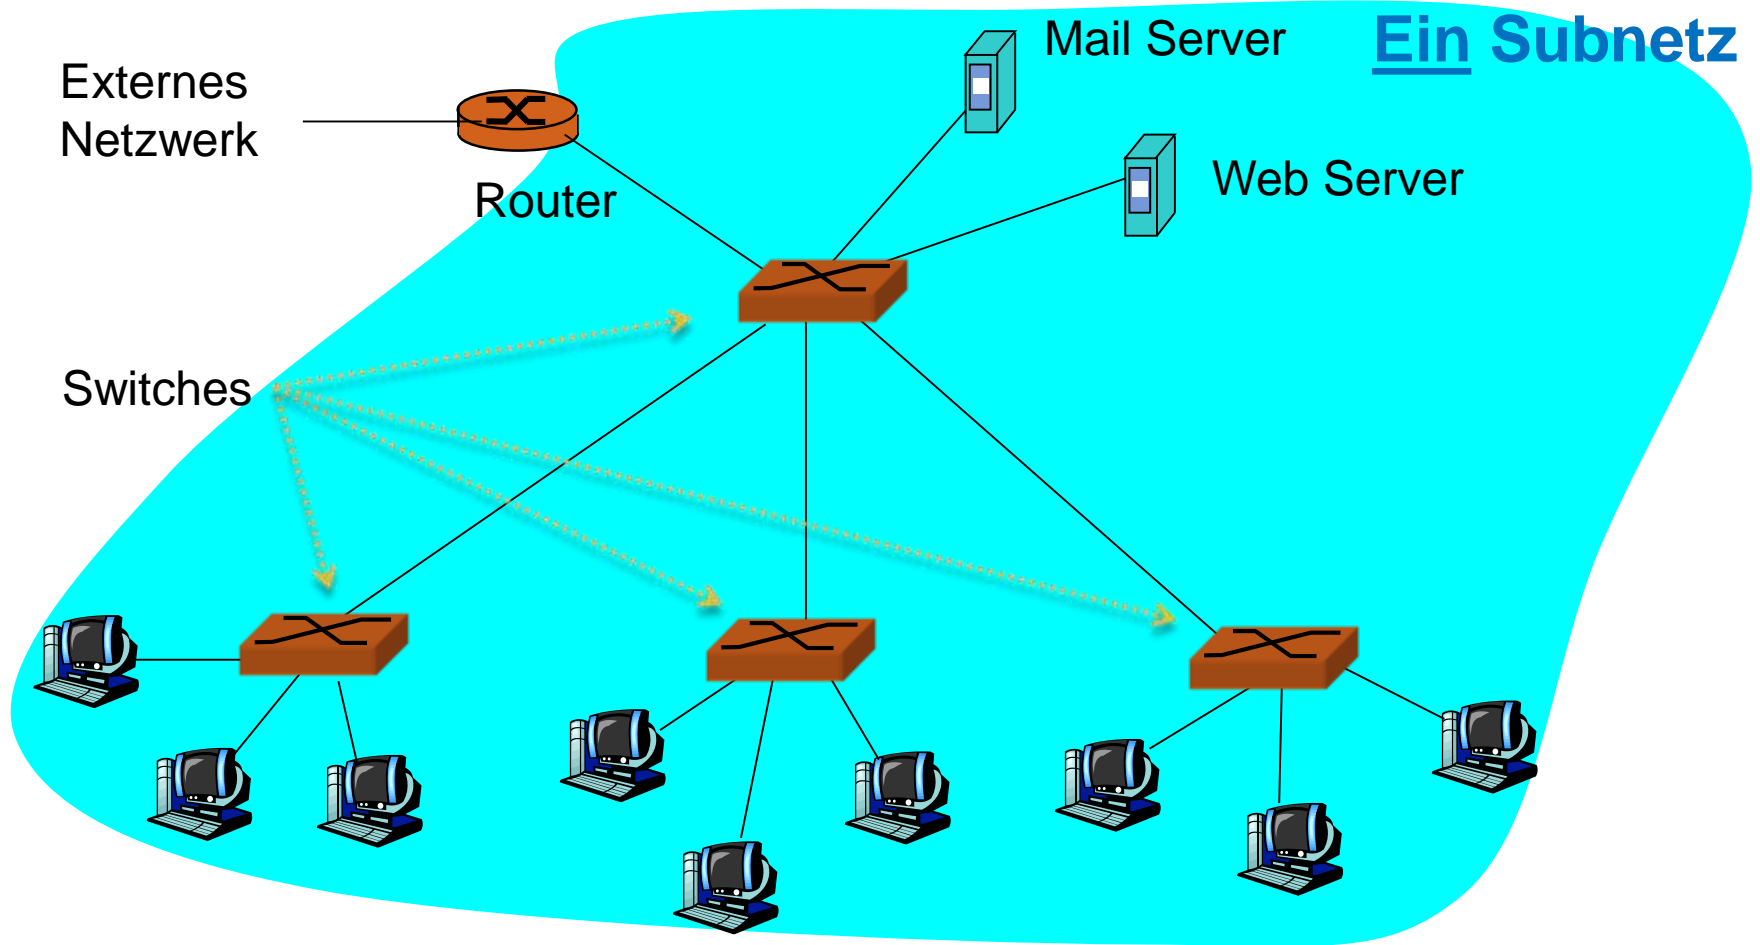 Mail Server
Ein Subnetz
Externes
Netzwerk
Web Server
Router
Switches